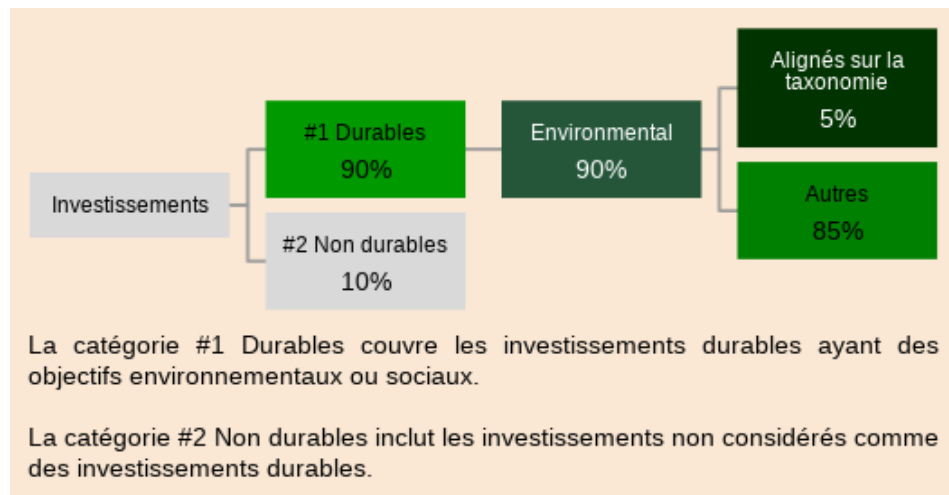 Alignés sur la
taxonomie
5%
#1 Durables
90%
Environmental
90%
Investissements
Autres
85%
#2 Non durables
10%
La catégorie #1 Durables couvre les investissements durables ayant des
objectifs environnementaux ou sociaux.
La catégorie #2 Non durables inclut les investissements non considérés comme
des investissements durables.